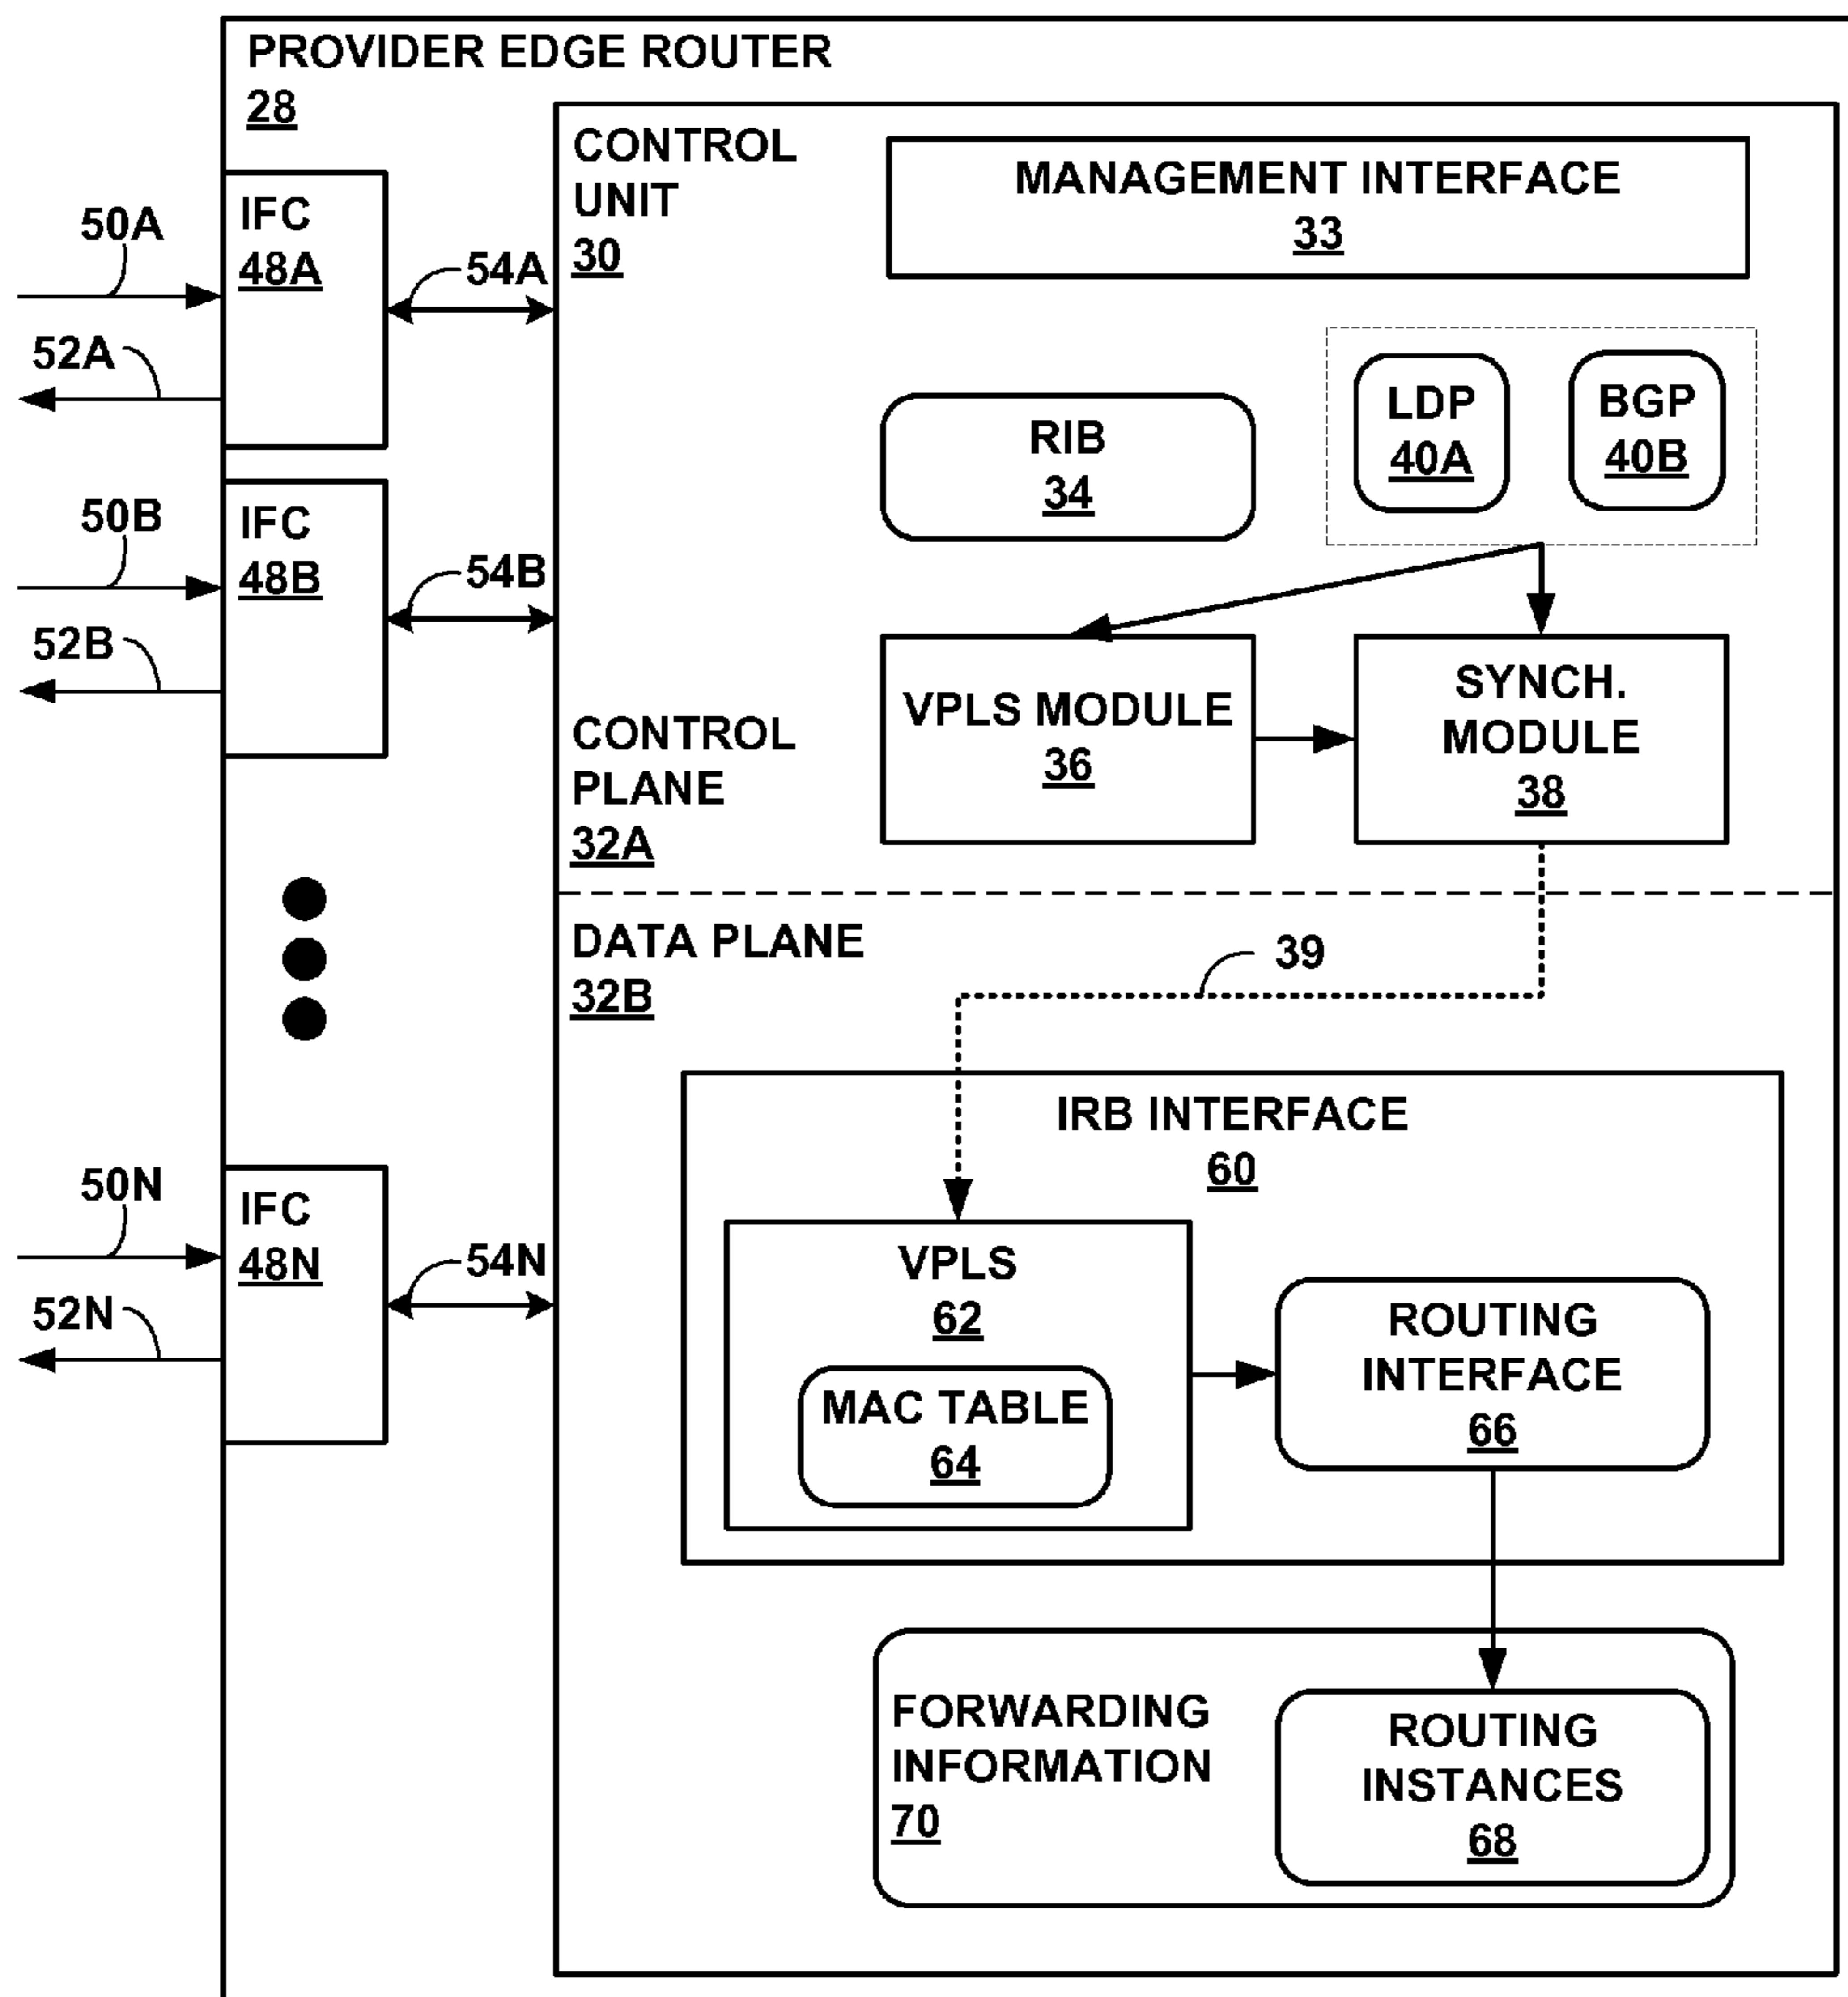 PROVIDER EDGE ROUTER
28
CONTROL
UNIT
30
MANAGEMENT INTERFACE
33
IFC
48A
50A
52A
54A
LDP
40A
BGP
40B
RIB
34
IFC
48B
50B
52B
54B
VPLS MODULE
36
SYNCH.
MODULE
38
CONTROL
PLANE
32A
DATA PLANE
32B
39
IRB INTERFACE
60
IFC
48N
50N
52N
54N
VPLS
62
MAC TABLE
64
ROUTING
INTERFACE
66
FORWARDING
INFORMATION
70
ROUTING
INSTANCES
68